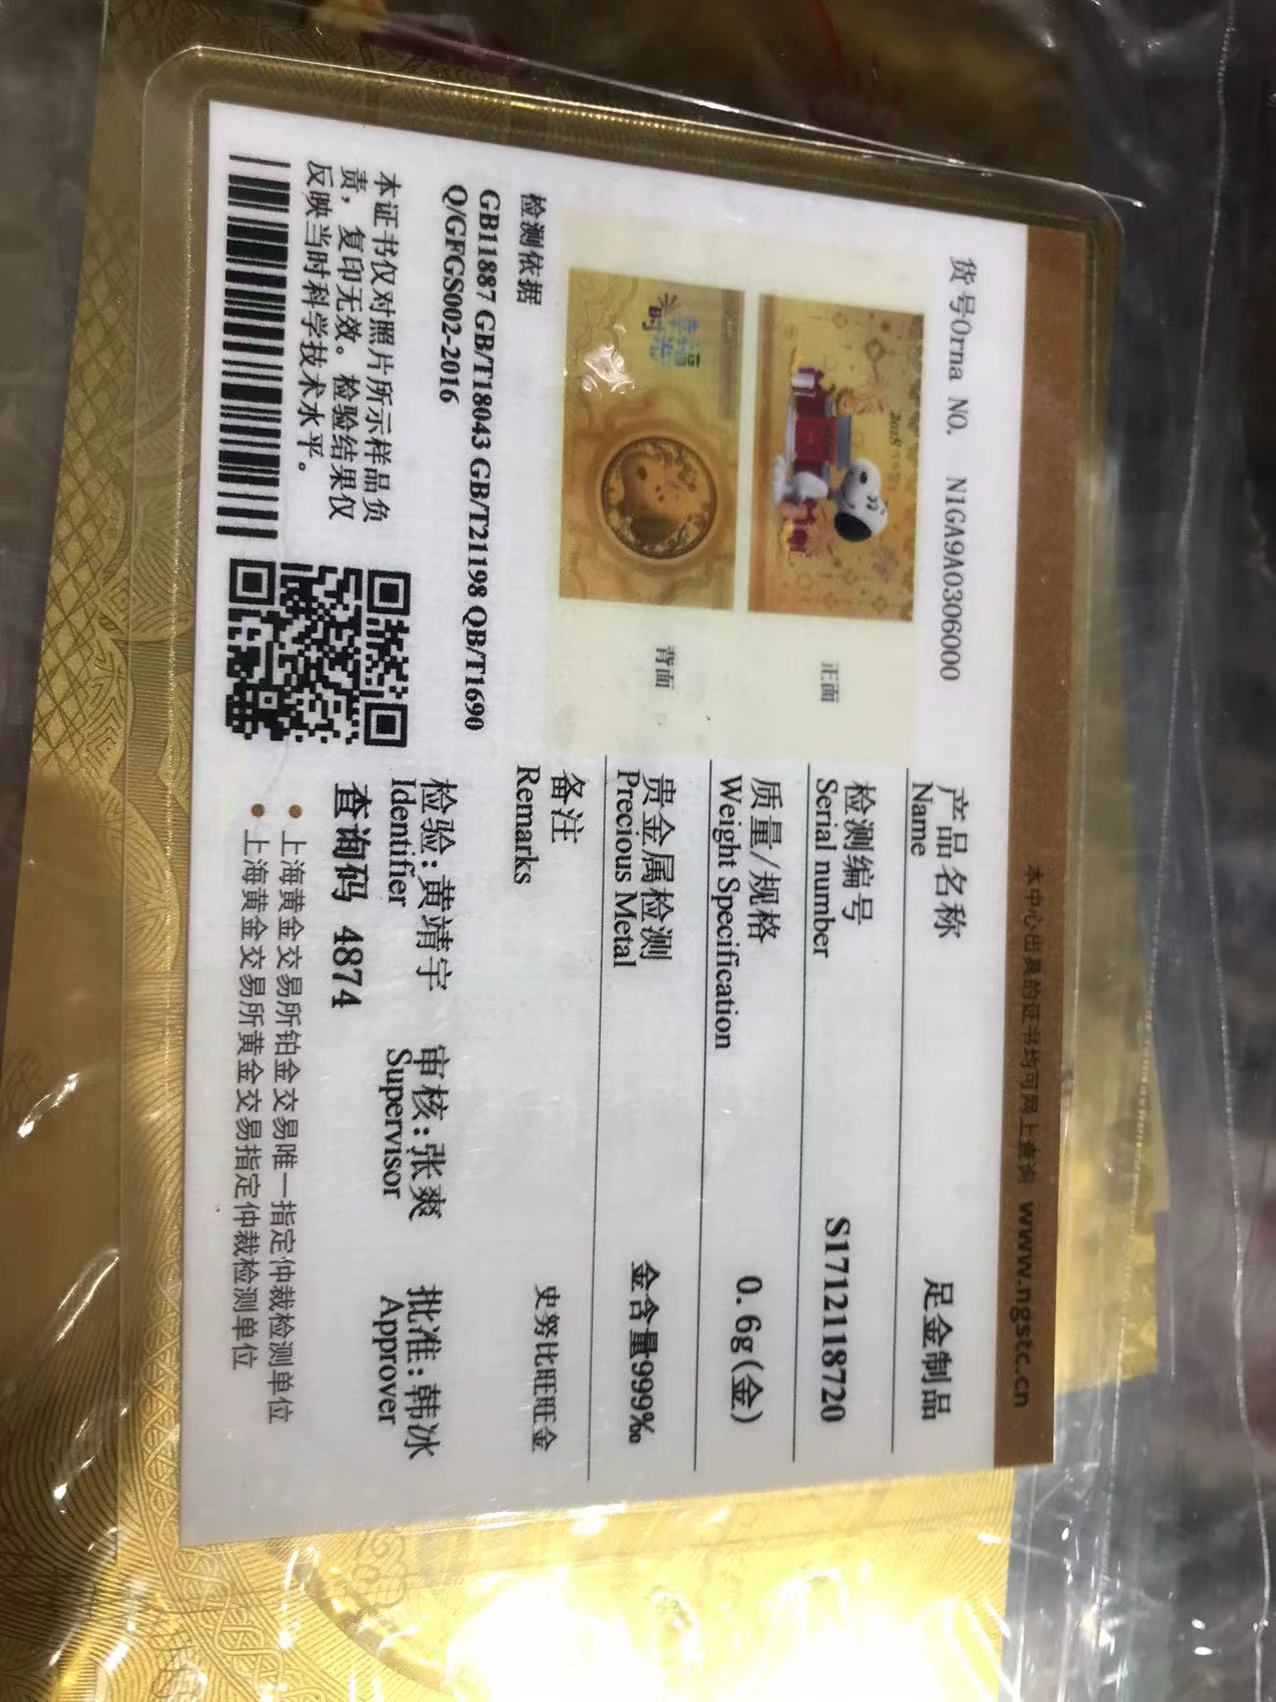 本中心出具的证书均可网上查询 www.ngstc.cn
货号Orna NO. N1GA9A0306000
2018
正面
幸福
时光
背面
检测依据
GB11887 GB/T18043 GB/T21198 QB/T1690
Q/GFGS002-2016
本证书仅对照片所示样品负
责，复印无效。检验结果仅
反映当时科学技术水平。
产品名称 足金制品
Name
检测编号 S1712118720
Serial number
质量/规格 0.6g(金)
Weight Specification
贵金属检测 金含量999‰
Precious Metal
备注 史努比旺旺金
Remarks
检验:黄靖宇 审核:张爽 批准:韩冰
Identifier Supervisor Approver
查询码 4874
• 上海黄金交易所铂金交易唯一指定仲裁检测单位
• 上海黄金交易所黄金交易指定仲裁检测单位